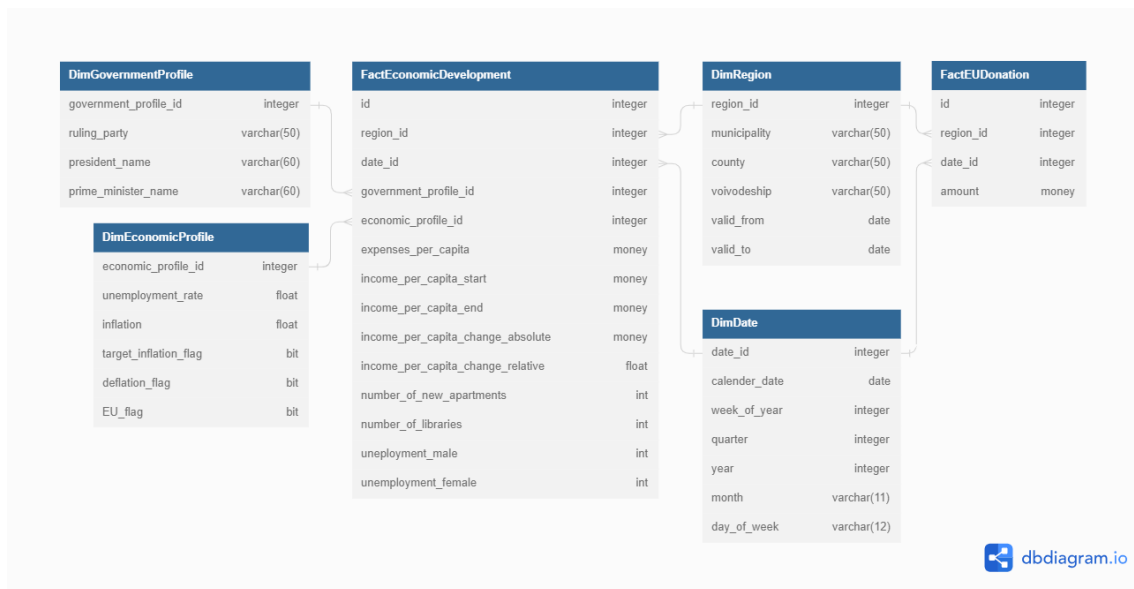 DimGovernmentProfile
government_profile_id integer
ruling_party varchar(50)
president_name varchar(60)
prime_minister_name varchar(60)
DimEconomicProfile
economic_profile_id integer
unemployment_rate float
inflation float
target_inflation_flag bit
deflation_flag bit
EU_flag bit
FactEconomicDevelopment
id integer
region_id integer
date_id integer
government_profile_id integer
economic_profile_id integer
expenses_per_capita money
income_per_capita_start money
income_per_capita_end money
income_per_capita_change_absolute money
income_per_capita_change_relative float
number_of_new_apartments int
number_of_libraries int
uneployment_male int
unemployment_female int
DimRegion
region_id integer
municipality varchar(50)
county varchar(50)
voivodeship varchar(50)
valid_from date
valid_to date
DimDate
date_id integer
calender_date date
week_of_year integer
quarter integer
year integer
month varchar(11)
day_of_week varchar(12)
FactEUDonation
id integer
region_id integer
date_id integer
amount money
dbdiagram.io